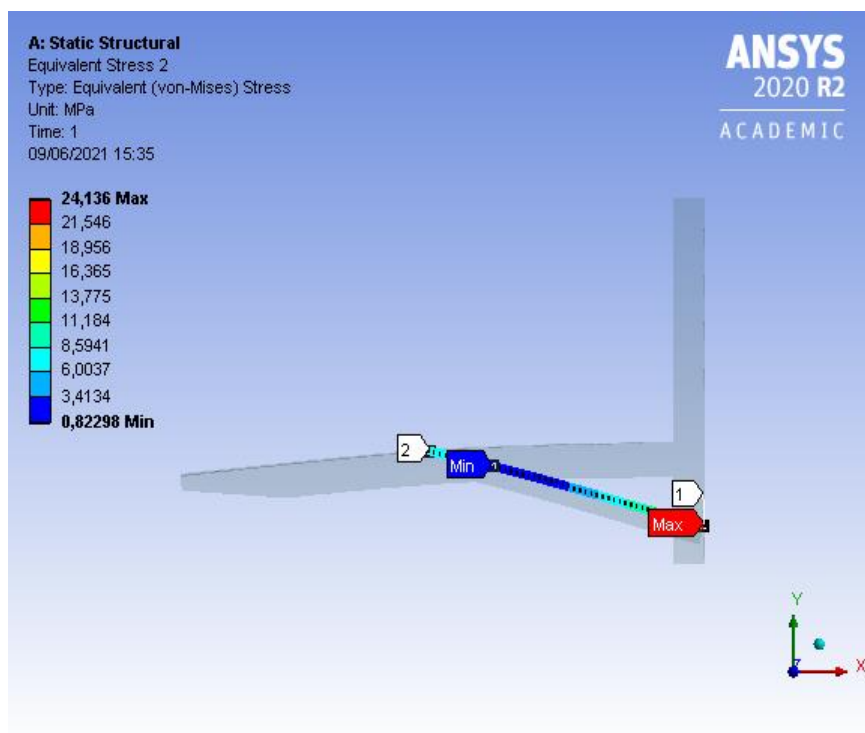 A: Static Structural
Equivalent Stress 2
Type: Equivalent (von-Mises) Stress
Unit: MPa
Time: 1
09/06/2021 15:35
ANSYS
2020 R2
ACADEMIC
24,136 Max
21,546
18,956
16,365
13,775
11,184
8,5941
6,0037
3,4134
0,82298 Min
2
Min
1
Max
Y
Z
X